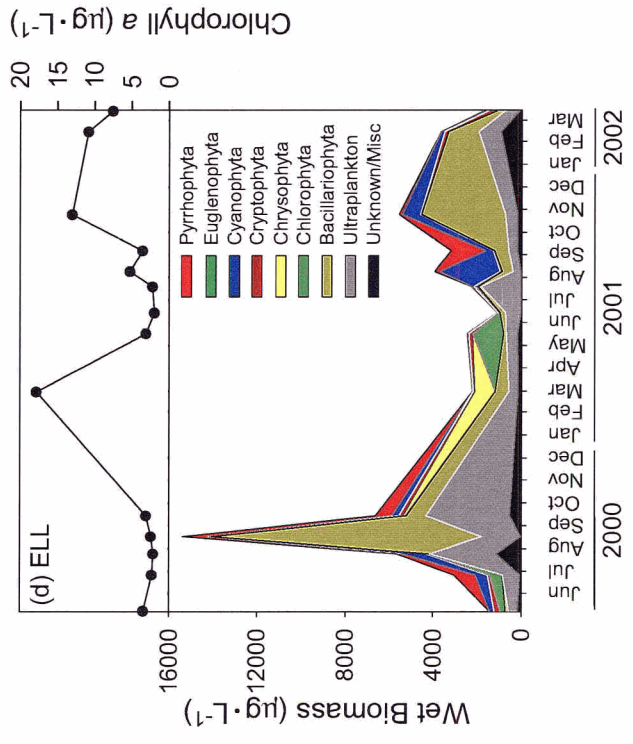 (d) ELL
Chlorophyll a (µg·L⁻¹)
20
15
10
5
0
Wet Biomass (µg·L⁻¹)
16000
12000
8000
4000
0
Pyrrhophyta
Euglenophyta
Cyanophyta
Cryptophyta
Chrysophyta
Chlorophyta
Bacillariophyta
Ultraplankton
Unknown/Misc
Jun Jul Aug Sep Oct Nov Dec Jan Feb Mar Apr May Jun Jul Aug Sep Oct Nov Dec Jan Feb Mar
2000 2001 2002